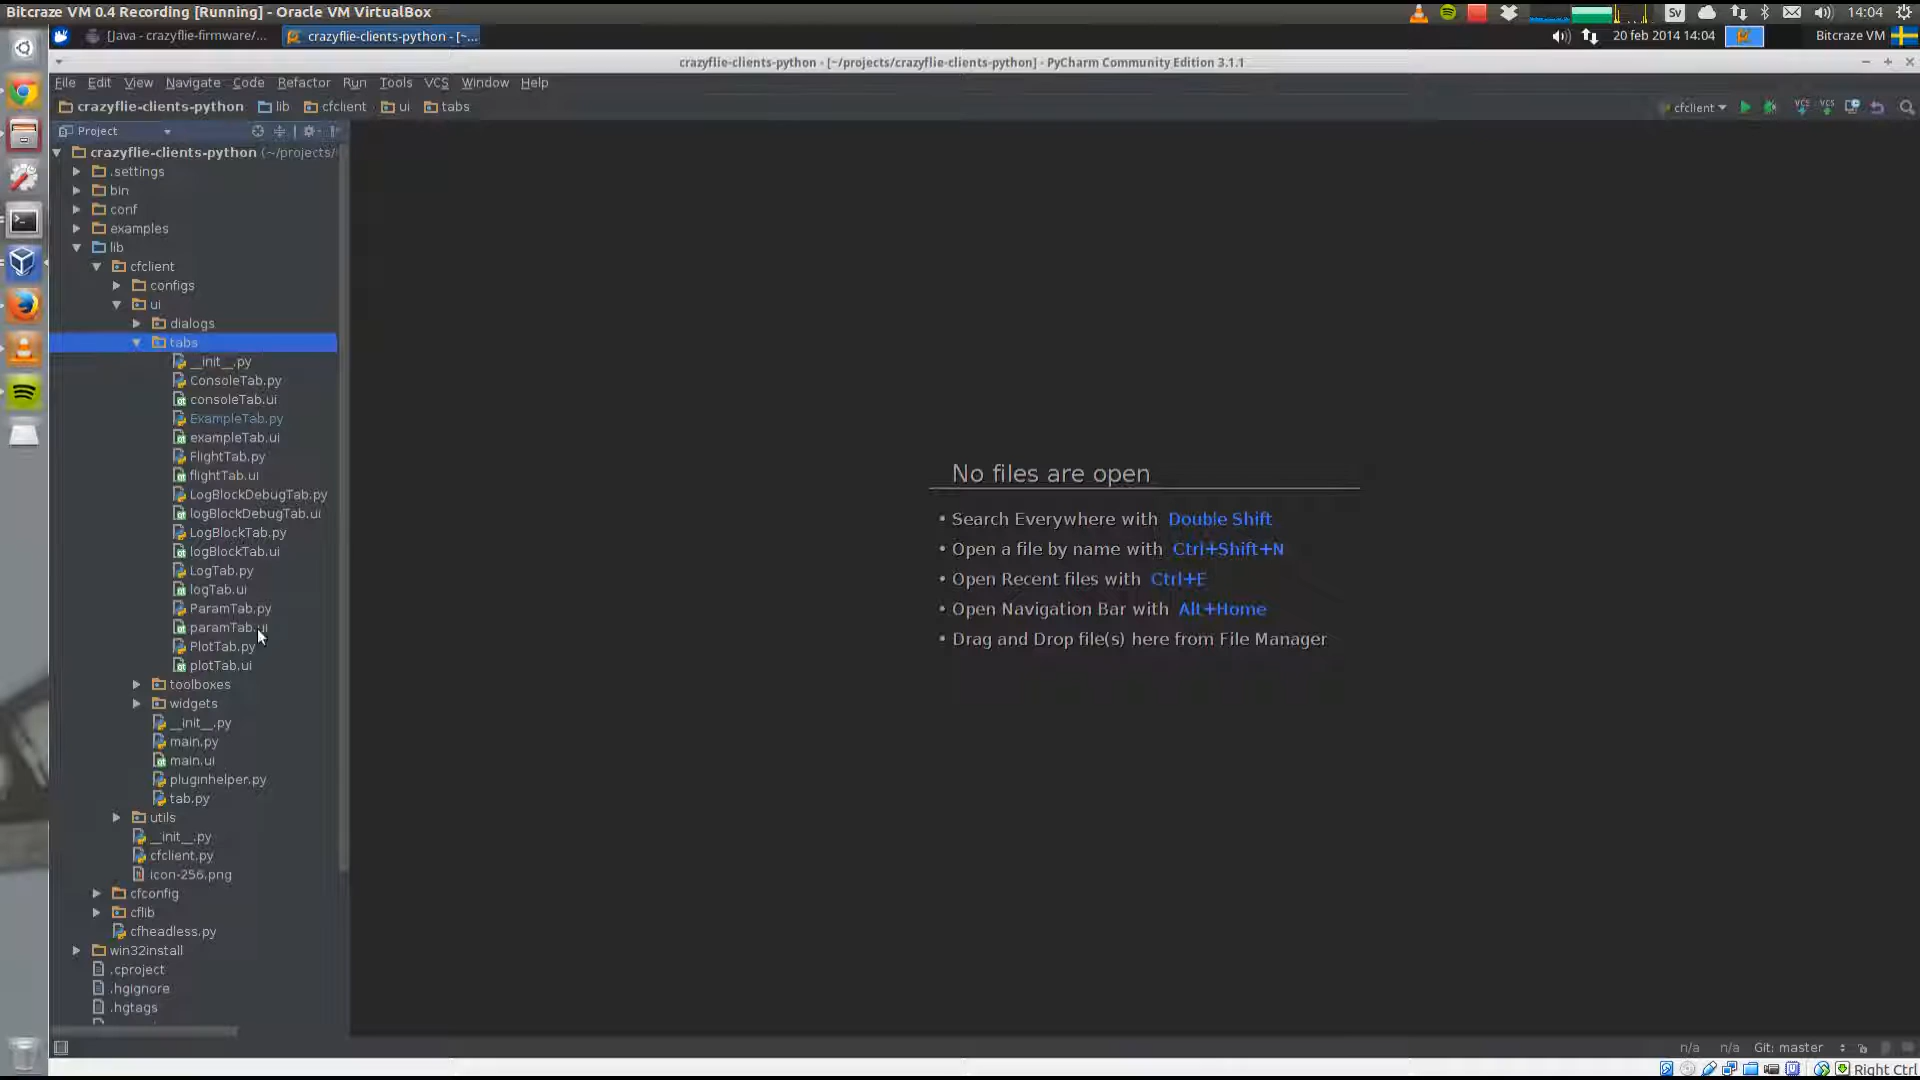 Bitcraze VM 0.4 Recording [Running] - Oracle VM VirtualBox
Sv
14:04
[Java - crazyflie-firmware/...
crazyflie-clients-python - [~...
20 feb 2014 14:04
Bitcraze VM
crazyflie-clients-python - [~/projects/crazyflie-clients-python] - PyCharm Community Edition 3.1.1
File Edit View Navigate Code Refactor Run Tools VCS Window Help
crazyflie-clients-python lib cfclient ui tabs
cfclient
VCS VCS
Project
crazyflie-clients-python (~/projects/
.settings
bin
conf
examples
lib
cfclient
configs
ui
dialogs
tabs
__init__.py
ConsoleTab.py
consoleTab.ui
ExampleTab.py
exampleTab.ui
FlightTab.py
flightTab.ui
LogBlockDebugTab.py
logBlockDebugTab.ui
LogBlockTab.py
logBlockTab.ui
LogTab.py
logTab.ui
ParamTab.py
paramTab.ui
PlotTab.py
plotTab.ui
toolboxes
widgets
__init__.py
main.py
main.ui
pluginhelper.py
tab.py
utils
__init__.py
cfclient.py
icon-256.png
cfconfig
cflib
cfheadless.py
win32install
.cproject
.hgignore
.hgtags
No files are open
• Search Everywhere with Double Shift
• Open a file by name with Ctrl+Shift+N
• Open Recent files with Ctrl+E
• Open Navigation Bar with Alt+Home
• Drag and Drop file(s) here from File Manager
n/a n/a Git: master
Right Ctrl